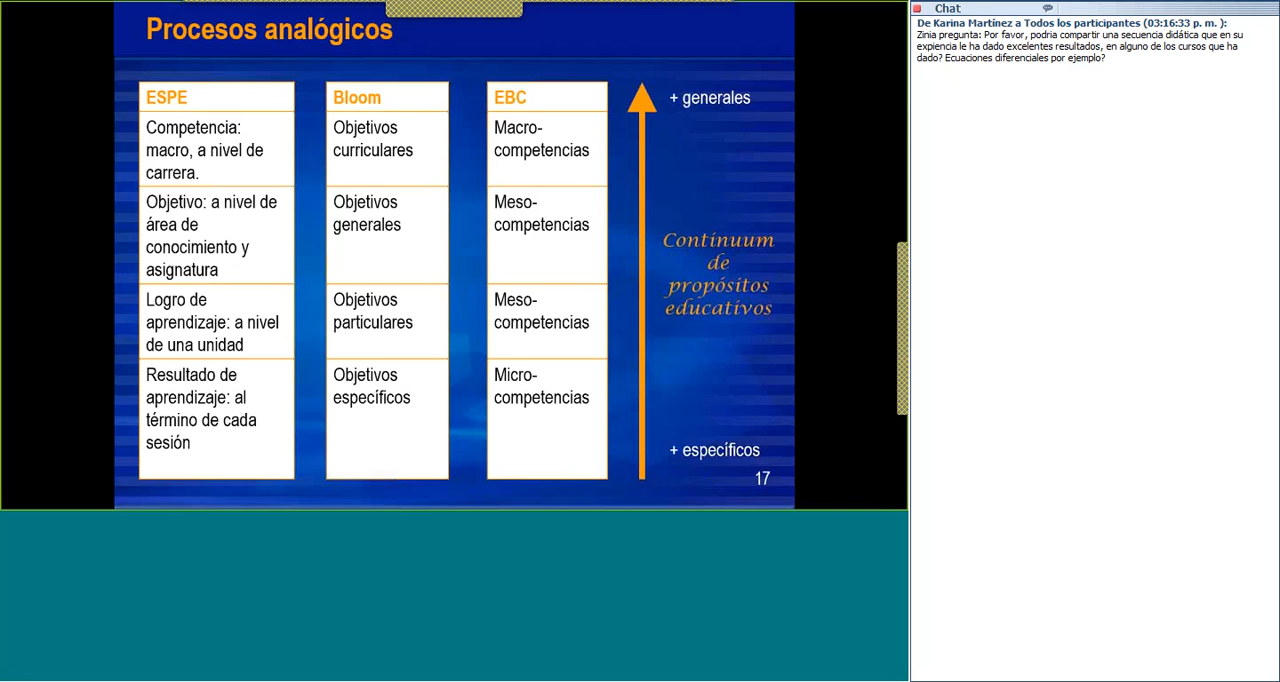 Procesos analógicos
ESPE
Competencia:
macro, a nivel de
carrera.
Objetivo: a nivel de
área de
conocimiento y
asignatura
Logro de
aprendizaje: a nivel
de una unidad
Resultado de
aprendizaje: al
término de cada
sesión
Bloom
Objetivos
curriculares
Objetivos
generales
Objetivos
particulares
Objetivos
específicos
EBC
Macro-
competencias
Meso-
competencias
Meso-
competencias
Micro-
competencias
+ generales
Contínuum
de
propósitos
educativos
+ específicos
17
Chat
De Karina Martínez a Todos los participantes (03:16:33 p. m. ):
Zinia pregunta: Por favor, podria compartir una secuencia didática que en su
expiencia le ha dado excelentes resultados, en alguno de los cursos que ha
dado? Ecuaciones diferenciales por ejemplo?